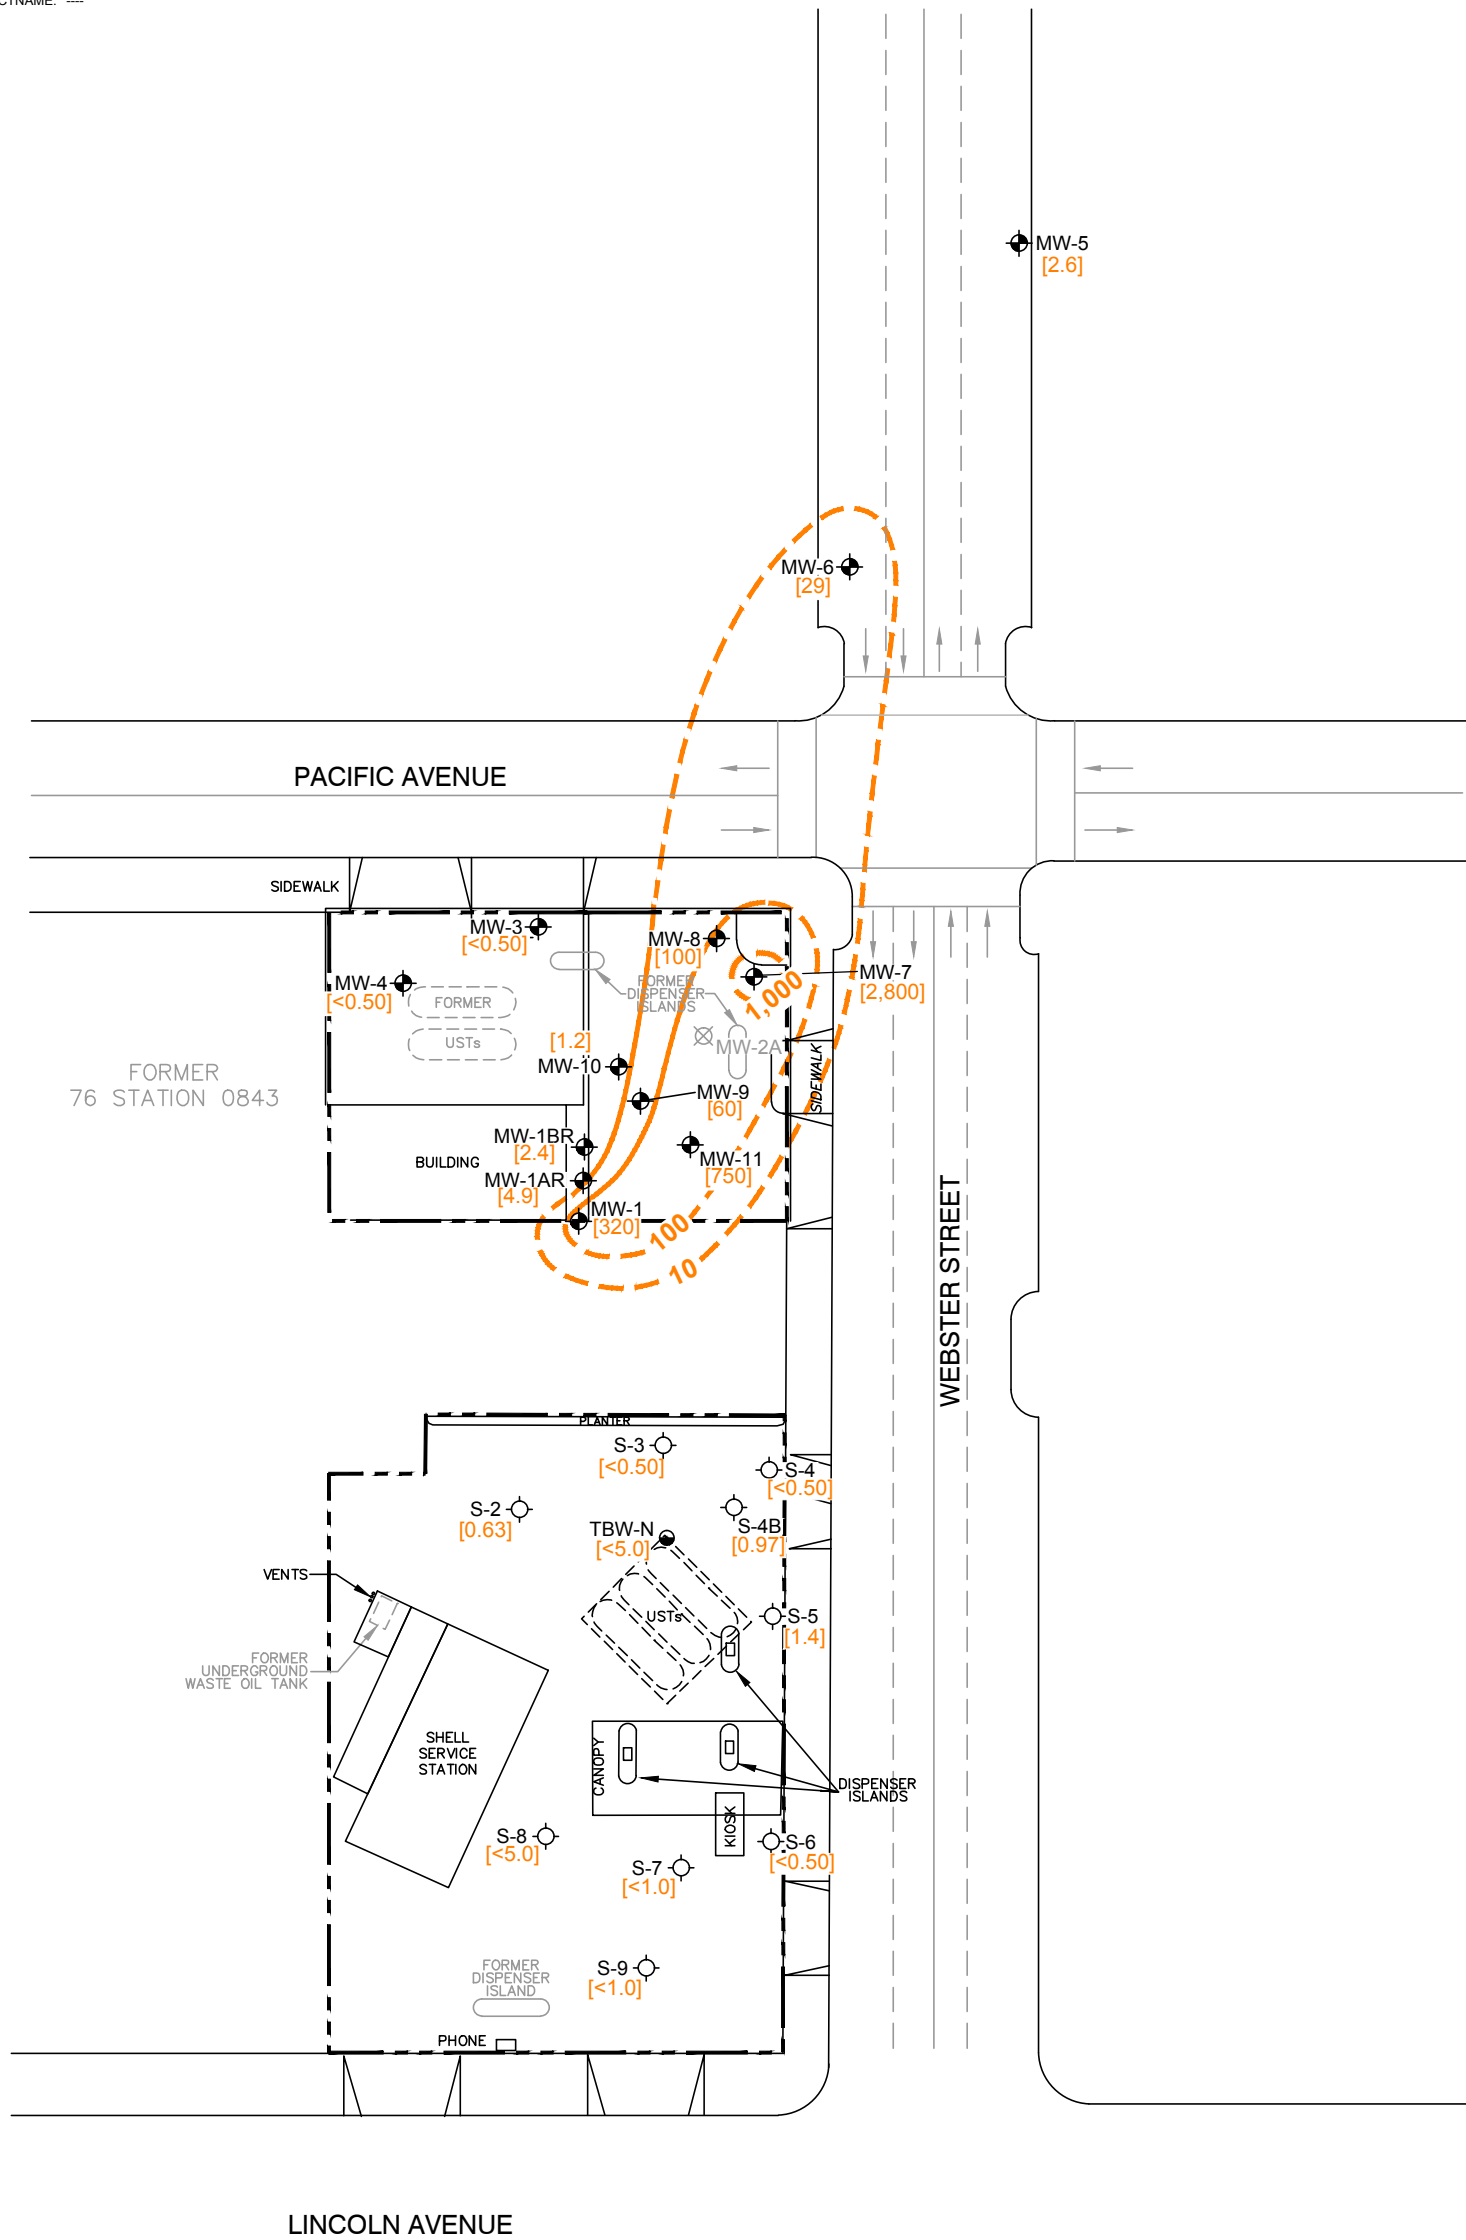 MW-5
[2.6]
MW-6
[29]
PACIFIC AVENUE
SIDEWALK
MW-3
[<0.50]
MW-8
[100]
MW-4
[<0.50]
FORMER
USTs
FORMER
DISPENSER
ISLANDS
MW-7
[2,800]
1,000
MW-2A
[1.2]
MW-10
MW-9
[60]
SIDEWALK
FORMER
76 STATION 0843
MW-1BR
[2.4]
BUILDING
MW-11
[750]
MW-1AR
[4.9]
MW-1
[320]
100
10
WEBSTER STREET
PLANTER
S-3
[<0.50]
S-4
[<0.50]
S-2
[0.63]
TBW-N
[<5.0]
S-4B
[0.97]
VENTS
USTs
S-5
[1.4]
FORMER
UNDERGROUND
WASTE OIL TANK
SHELL
SERVICE
STATION
CANOPY
DISPENSER
ISLANDS
KIOSK
S-8
[<5.0]
S-6
[<0.50]
S-7
[<1.0]
S-9
[<1.0]
FORMER
DISPENSER
ISLAND
PHONE
LINCOLN AVENUE